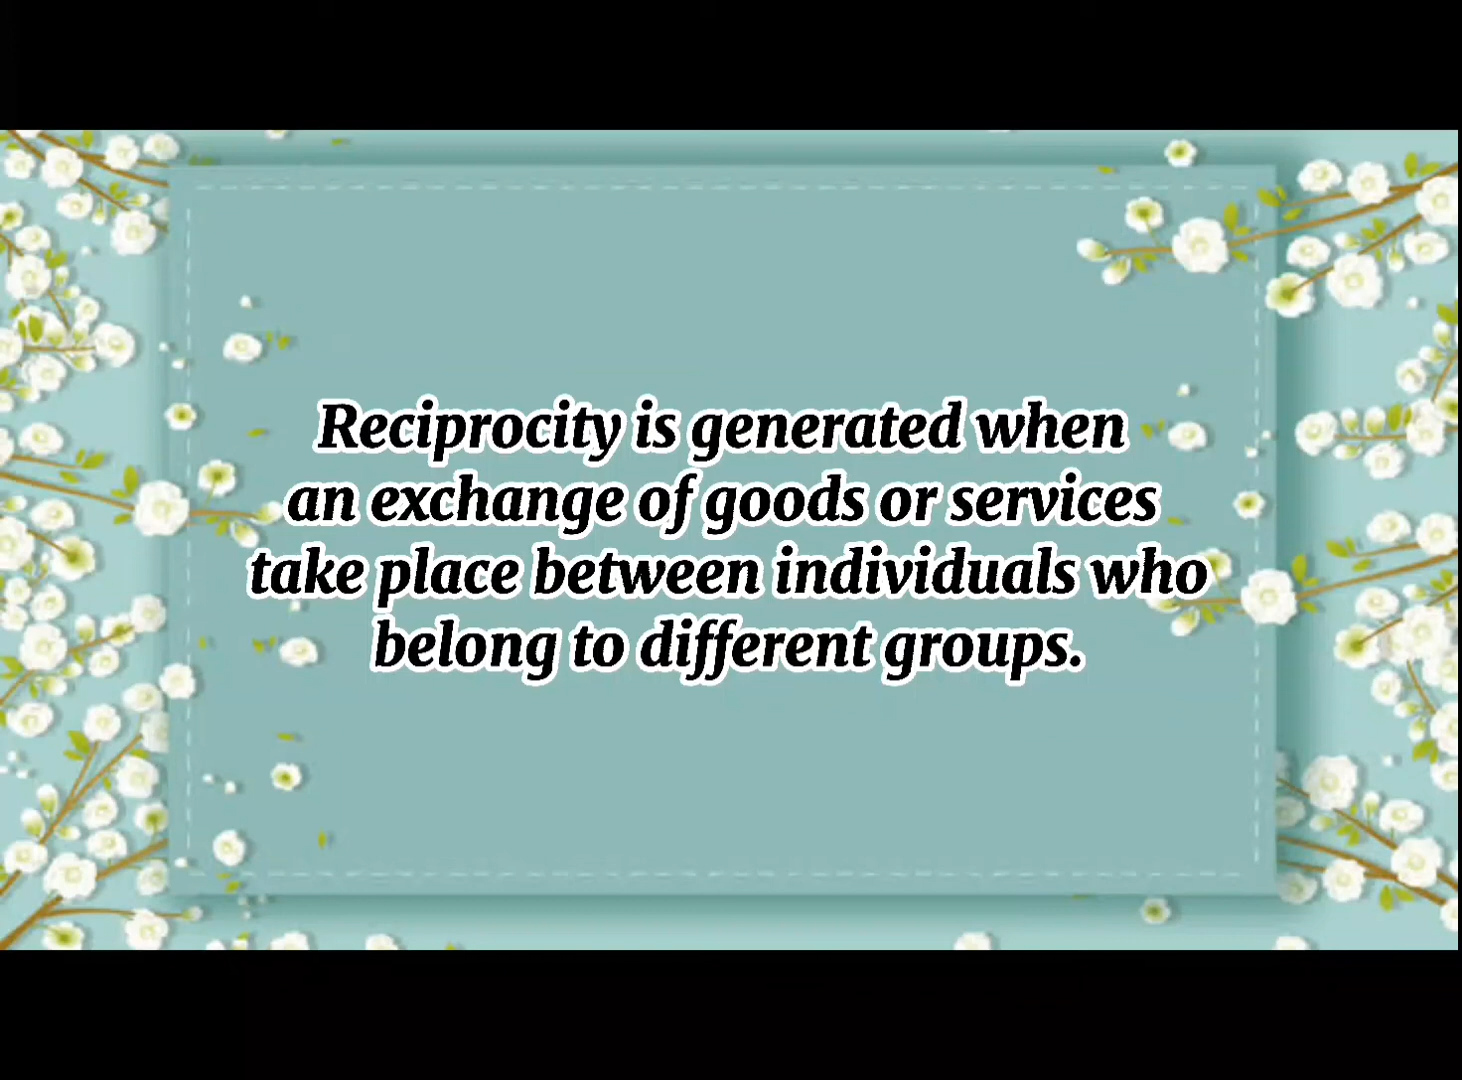 Reciprocity is generated when
an exchange of goods or services
take place between individuals who
belong to different groups.